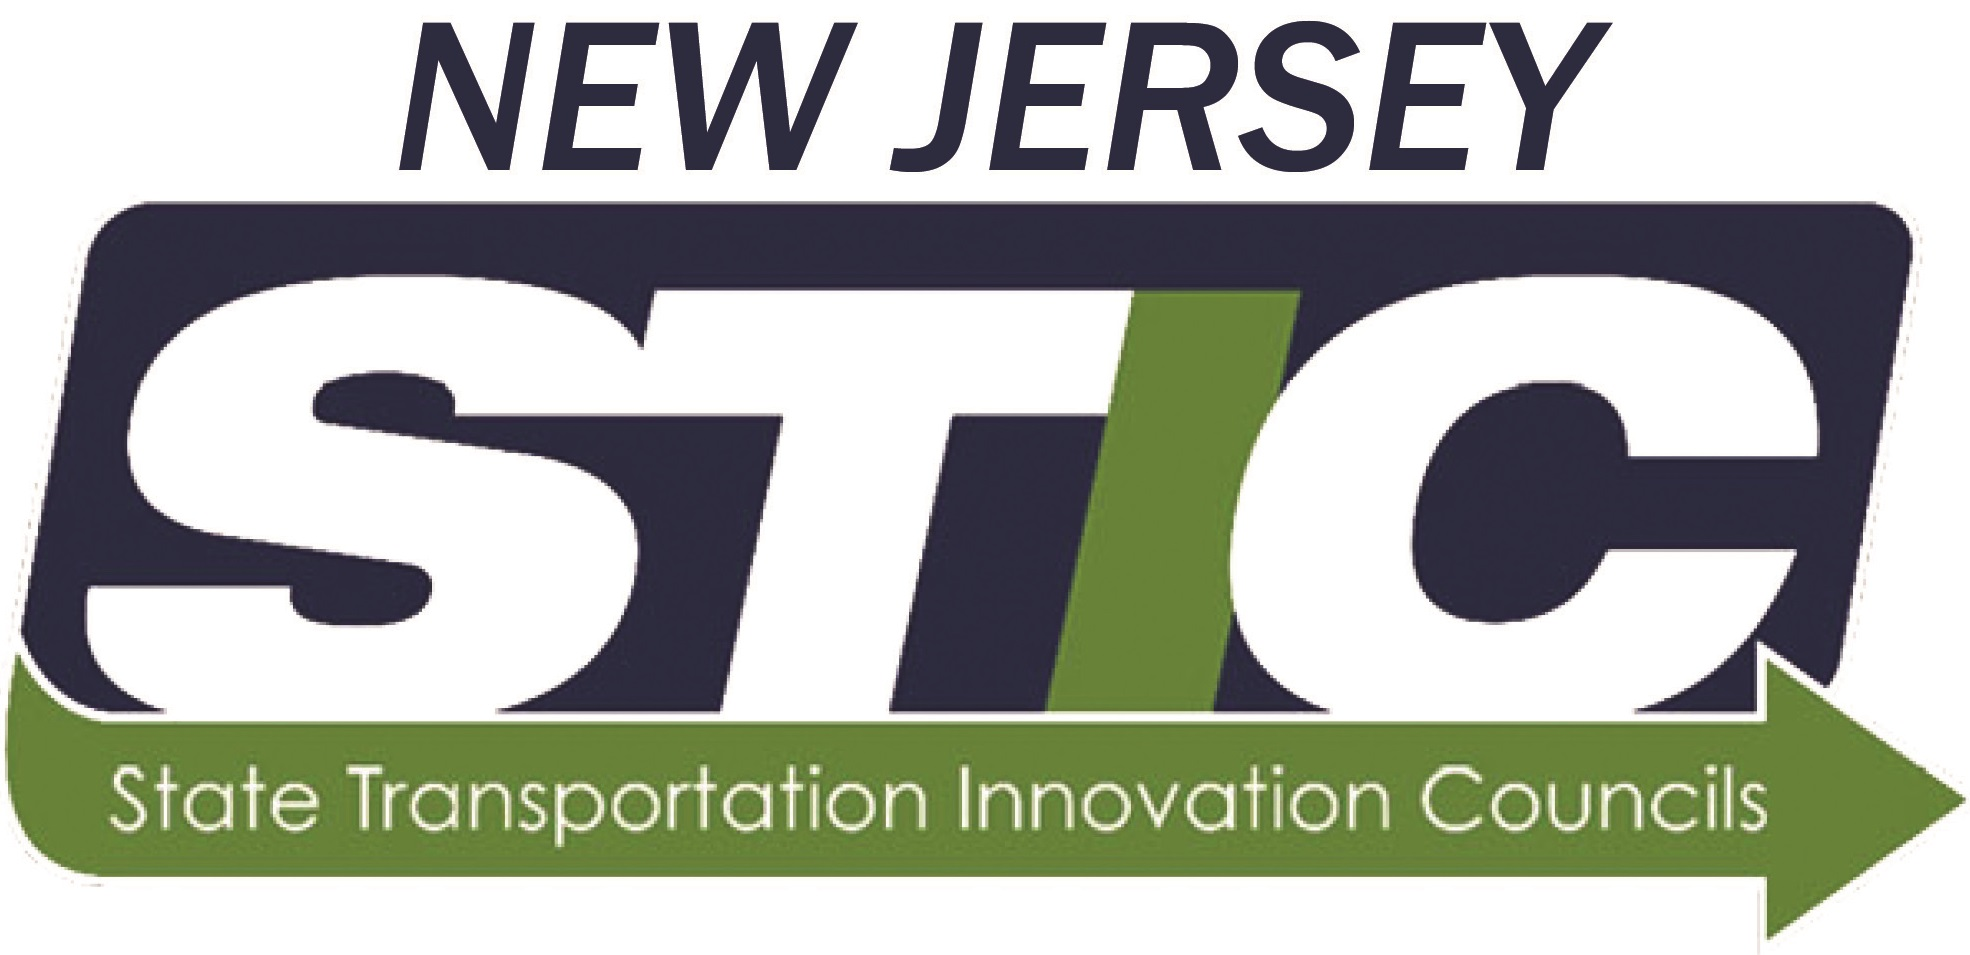 NEW JERSEY
STIC
State Transportation Innovation Councils